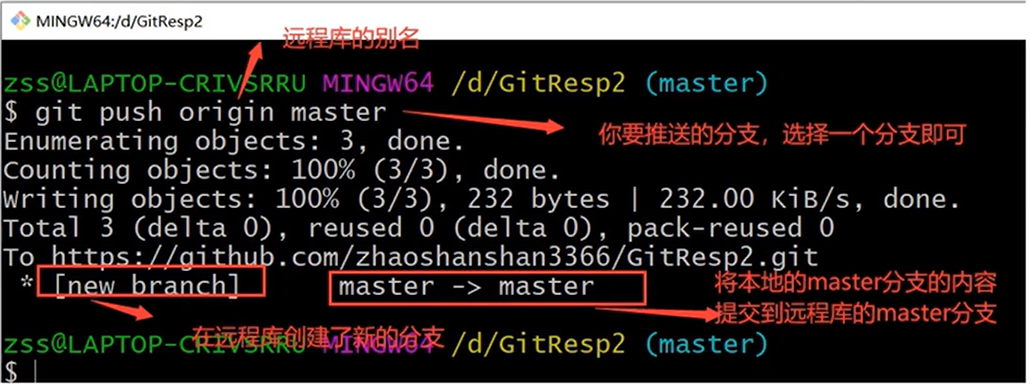 MINGW64:/d/GitResp2
远程库的别名
zss@LAPTOP-CRIVSRRU MINGW64 /d/GitResp2 (master)
$ git push origin master
你要推送的分支，选择一个分支即可
Enumerating objects: 3, done.
Counting objects: 100% (3/3), done.
Writing objects: 100% (3/3), 232 bytes | 232.00 KiB/s, done.
Total 3 (delta 0), reused 0 (delta 0), pack-reused 0
To https://github.com/zhaoshanshan3366/GitResp2.git
* [new branch] master -> master
将本地的master分支的内容
提交到远程库的master分支
在远程库创建了新的分支
zss@LAPTOP-CRIVSRRU MINGW64 /d/GitResp2 (master)
$